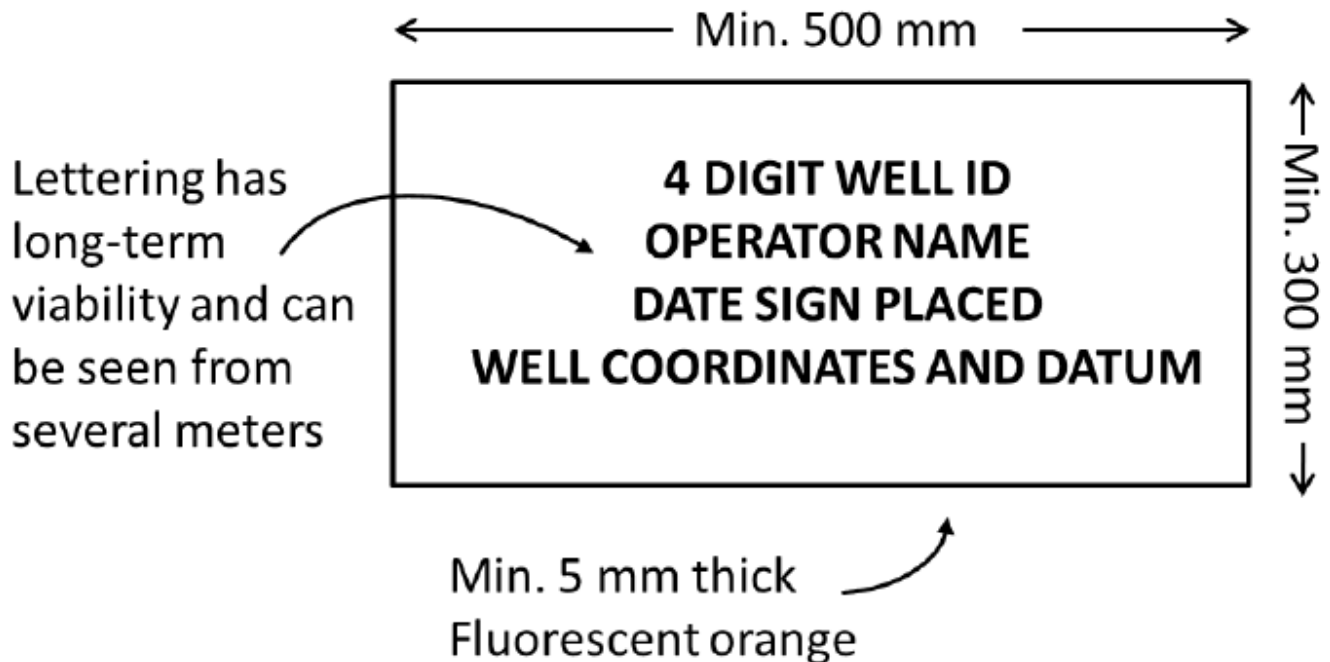 Min. 500 mm
Lettering has
long-term
viability and can
be seen from
several meters
4 DIGIT WELL ID
OPERATOR NAME
DATE SIGN PLACED
WELL COORDINATES AND DATUM
Min. 300 mm
Min. 5 mm thick
Fluorescent orange